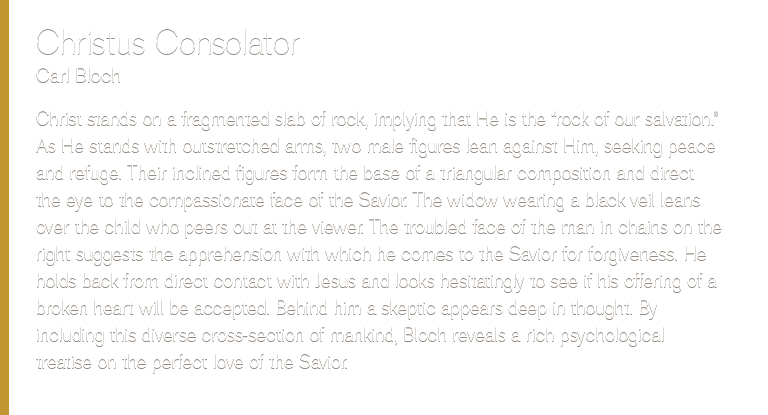 Christus Consolator
Carl Bloch
Christ stands on a fragmented slab of rock, implying that He is the “rock of our salvation.”
As He stands with outstretched arms, two male figures lean against Him, seeking peace
and refuge. Their inclined figures form the base of a triangular composition and direct
the eye to the compassionate face of the Savior. The widow wearing a black veil leans
over the child who peers out at the viewer. The troubled face of the man in chains on the
right suggests the apprehension with which he comes to the Savior for forgiveness. He
holds back from direct contact with Jesus and looks hesitatingly to see if his offering of a
broken heart will be accepted. Behind him a skeptic appears deep in thought. By
including this diverse cross-section of mankind, Bloch reveals a rich psychological
treatise on the perfect love of the Savior.